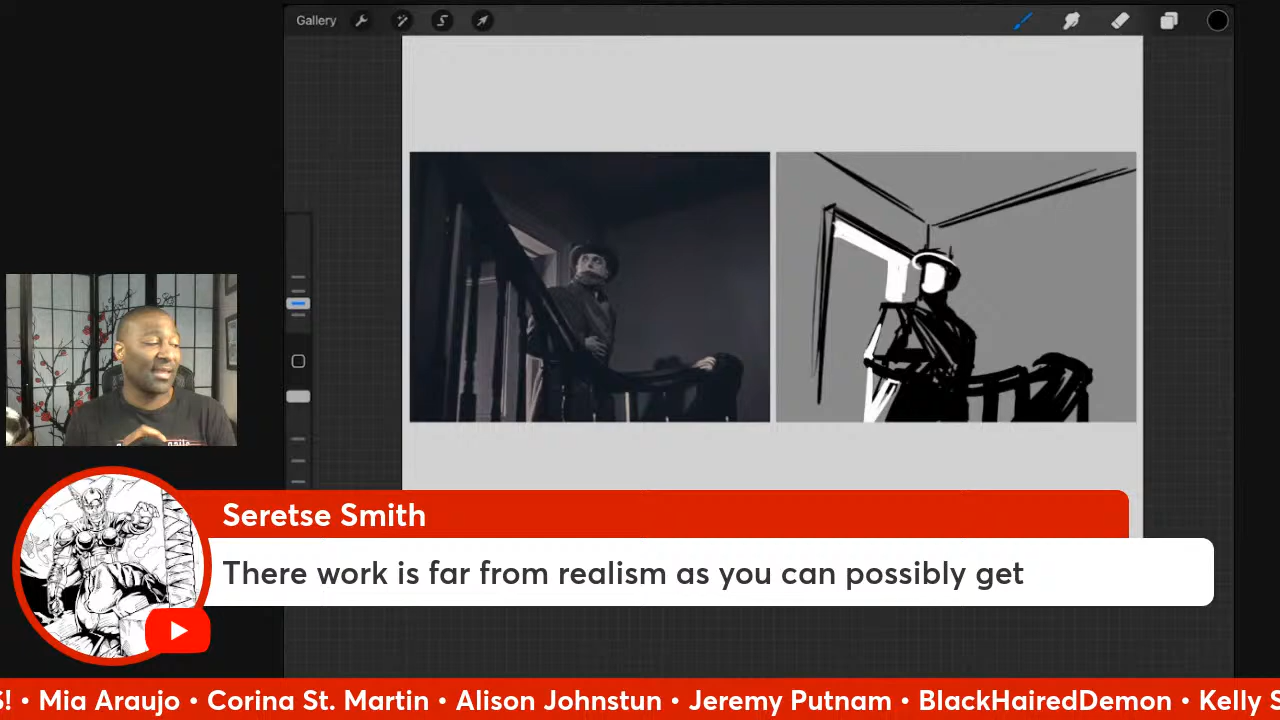 Gallery
Seretse Smith
There work is far from realism as you can possibly get
S! • Mia Araujo • Corina St. Martin • Alison Johnstun • Jeremy Putnam • BlackHairedDemon • Kelly S